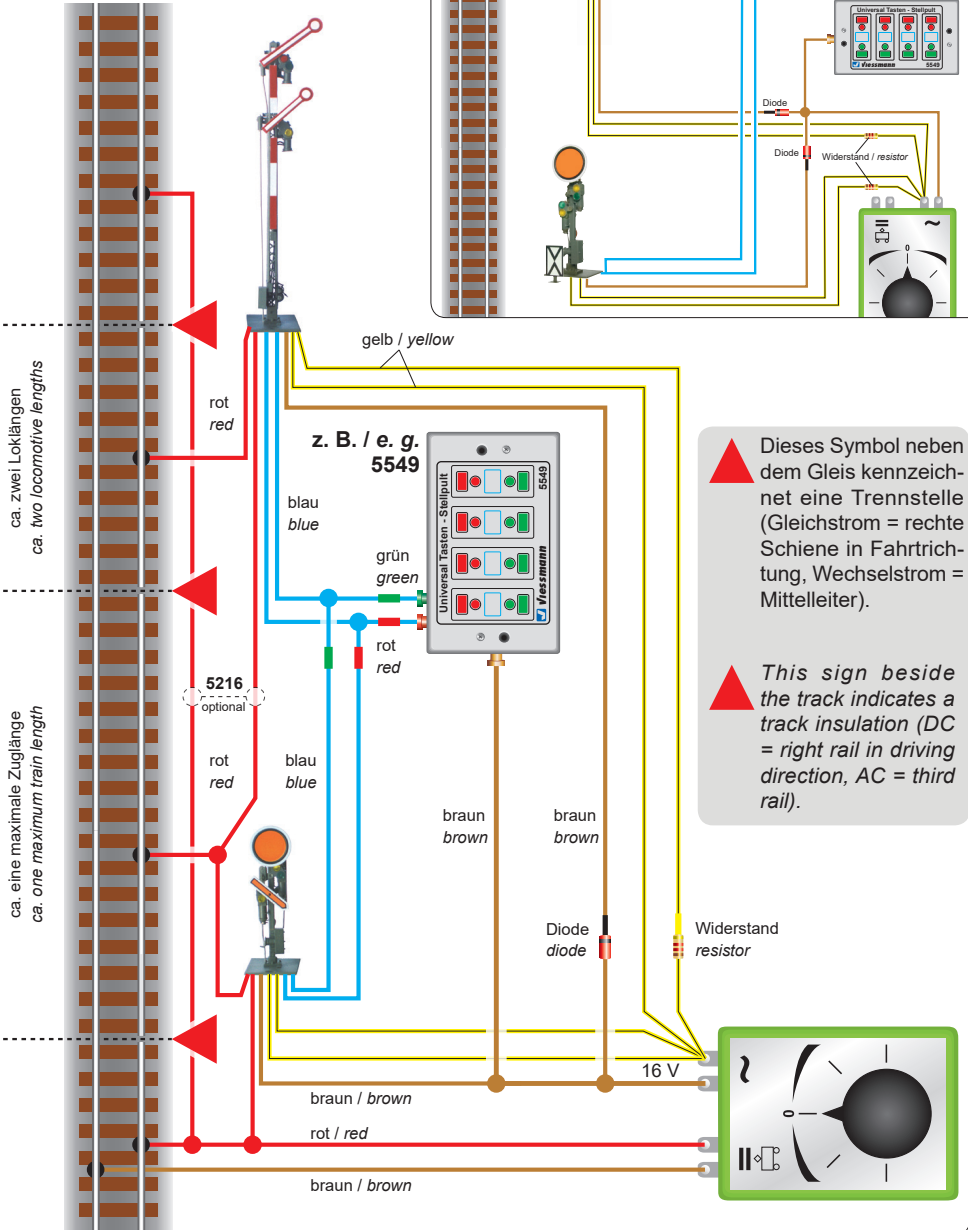 Universal Tasten - Stellpult
Viessmann
5549
Diode
Diode
Widerstand / resistor
0
~
gelb / yellow
ca. zwei Loklängen
ca. two locomotive lengths
rot
red
z. B. / e. g.
5549
Universal Tasten - Stellpult
5549
Viessmann
blau
blue
grün
green
rot
red
Dieses Symbol neben
dem Gleis kennzeich-
net eine Trennstelle
(Gleichstrom = rechte
Schiene in Fahrtrich-
tung, Wechselstrom =
Mittelleiter).
This sign beside
the track indicates a
track insulation (DC
= right rail in driving
direction, AC = third
rail).
5216
optional
ca. eine maximale Zuglänge
ca. one maximum train length
rot
red
blau
blue
braun
brown
braun
brown
Diode
diode
Widerstand
resistor
16 V
~
0
braun / brown
rot / red
braun / brown